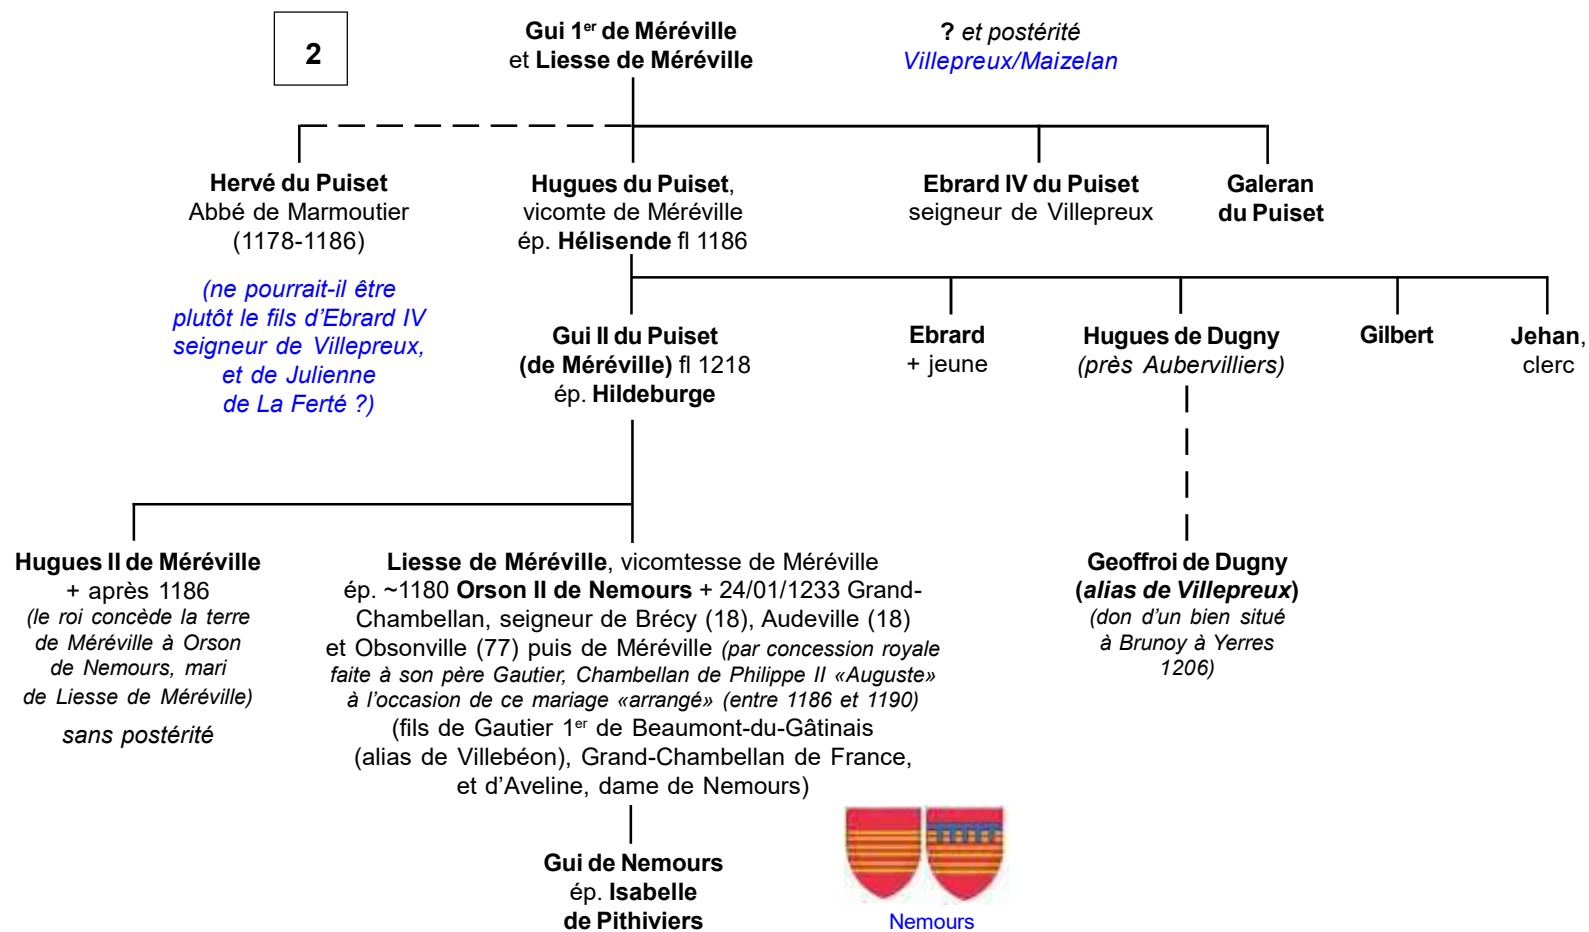 2
Gui 1er de Méréville
et Liesse de Méréville
? et postérité
Villepreux/Maizelan
Hervé du Puiset
Abbé de Marmoutier
(1178-1186)
(ne pourrait-il être
plutôt le fils d’Ebrard IV
seigneur de Villepreux,
et de Julienne
de La Ferté ?)
Hugues du Puiset,
vicomte de Méréville
ép. Hélisende fl 1186
Ebrard IV du Puiset
seigneur de Villepreux
Galeran
du Puiset
Gui II du Puiset
(de Méréville) fl 1218
ép. Hildeburge
Ebrard
+ jeune
Hugues de Dugny
(près Aubervilliers)
Gilbert
Jehan,
clerc
Hugues II de Méréville
+ après 1186
(le roi concède la terre
de Méréville à Orson
de Nemours, mari
de Liesse de Méréville)
sans postérité
Liesse de Méréville, vicomtesse de Méréville
ép. ~1180 Orson II de Nemours + 24/01/1233 Grand-
Chambellan, seigneur de Brécy (18), Audeville (18)
et Obsonville (77) puis de Méréville (par concession royale
faite à son père Gautier, Chambellan de Philippe II «Auguste»
à l’occasion de ce mariage «arrangé» (entre 1186 et 1190)
(fils de Gautier 1er de Beaumont-du-Gâtinais
(alias de Villebéon), Grand-Chambellan de France,
et d’Aveline, dame de Nemours)
Geoffroi de Dugny
(alias de Villepreux)
(don d’un bien situé
à Brunoy à Yerres
1206)
Gui de Nemours
ép. Isabelle
de Pithiviers
Nemours